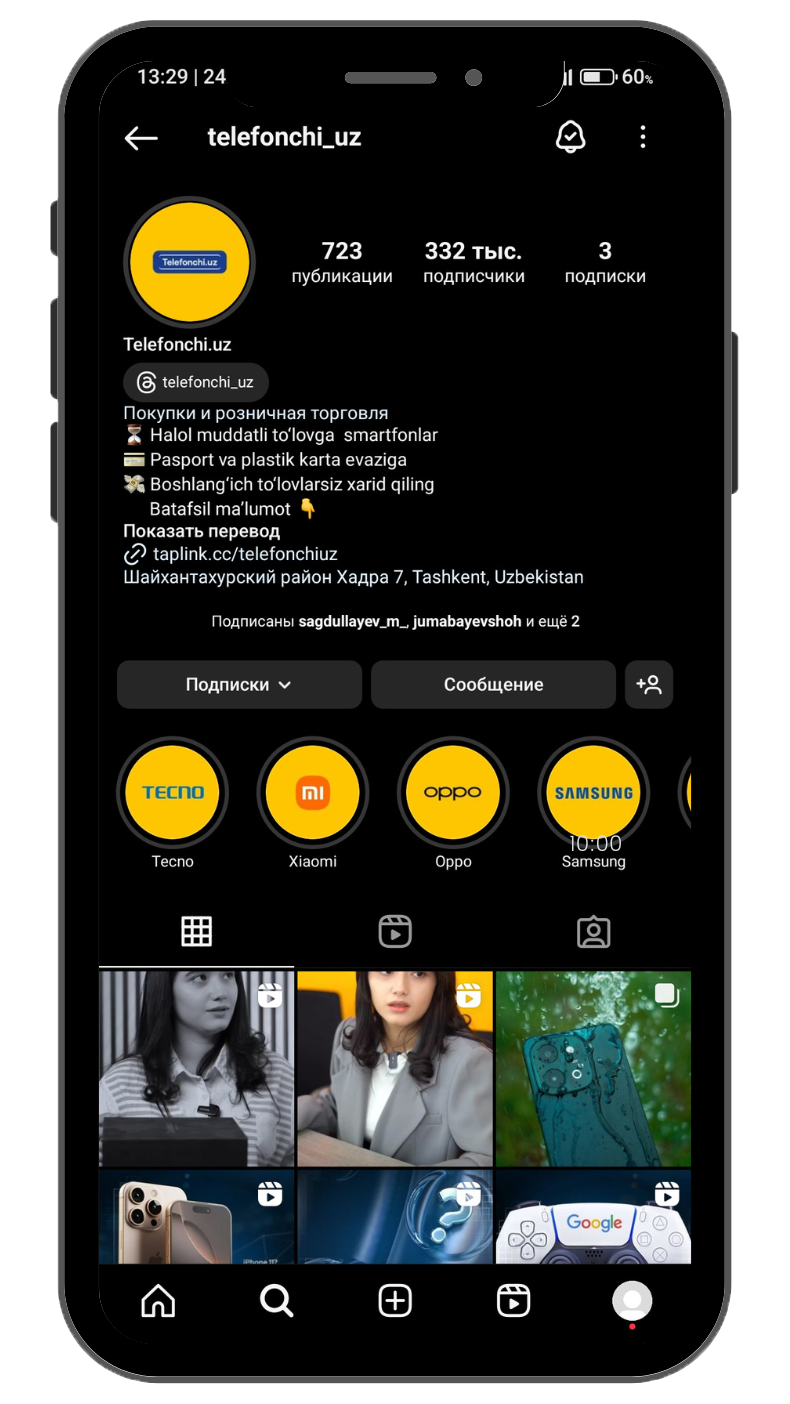 13:29 | 24
60%
telefonchi_uz
Telefonchi.uz
723
публикации
332 тыс.
подписчики
3
подписки
Telefonchi.uz
telefonchi_uz
Покупки и розничная торговля
⏳ Halol muddatli to‘lovga smartfonlar
💳 Pasport va plastik karta evaziga
💸 Boshlang‘ich to‘lovlarsiz xarid qiling
Batafsil ma’lumot 👇
Показать перевод
taplink.cc/telefonchiuz
Шайхантахурский район Хадра 7, Tashkent, Uzbekistan
Подписаны sagdullayev_m_, jumabayevshoh и ещё 2
Подписки
Сообщение
TECNO
mi
oppo
SAMSUNG
10:00
Tecno
Xiaomi
Oppo
Samsung
Google